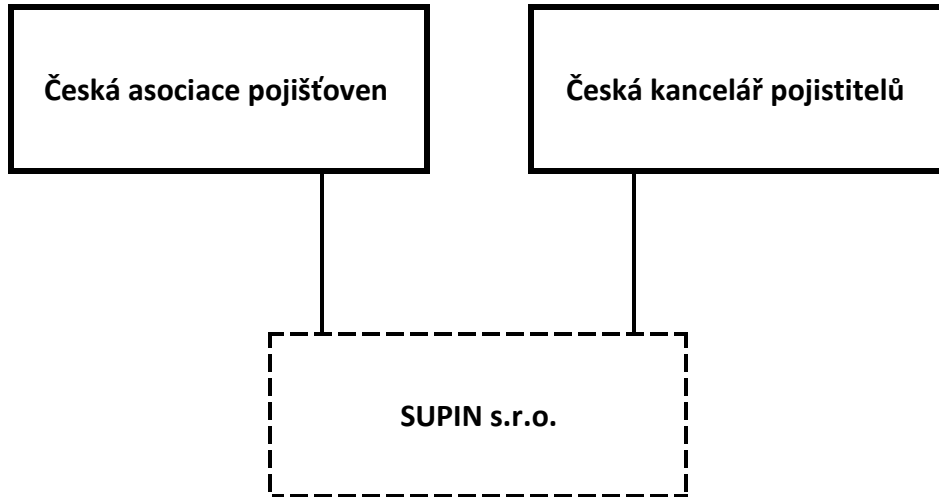 Česká asociace pojišťoven
Česká kancelář pojistitelů
SUPIN s.r.o.